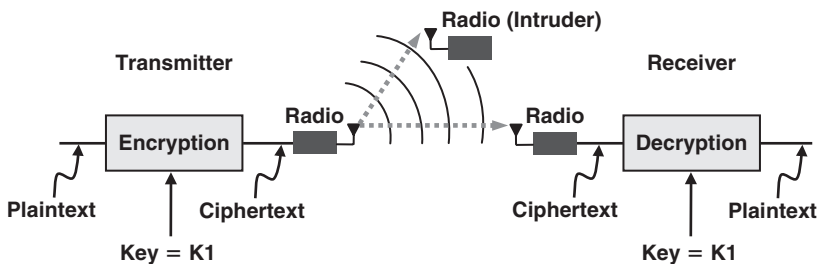 Radio (Intruder)
Transmitter
Receiver
Radio
Radio
Encryption
Decryption
Plaintext
Ciphertext
Ciphertext
Plaintext
Key = K1
Key = K1